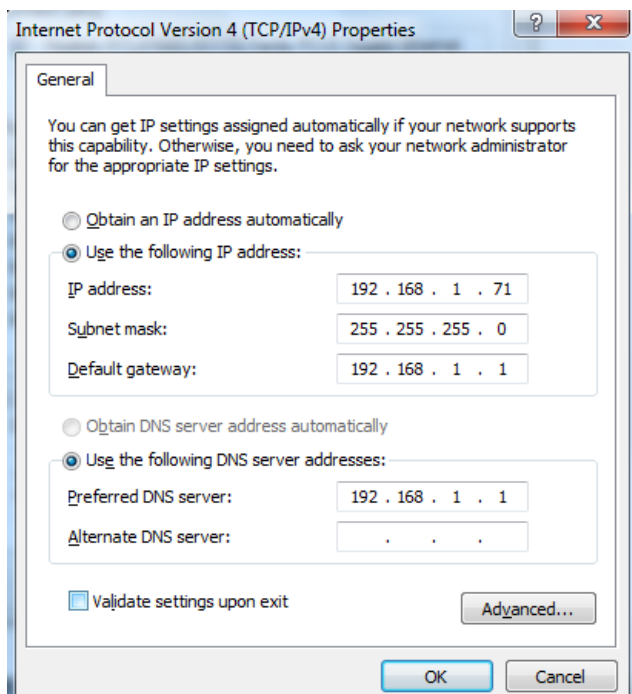 Internet Protocol Version 4 (TCP/IPv4) Properties
?
X
General
You can get IP settings assigned automatically if your network supports
this capability. Otherwise, you need to ask your network administrator
for the appropriate IP settings.
Obtain an IP address automatically
Use the following IP address:
IP address: 192 . 168 . 1 . 71
Subnet mask: 255 . 255 . 255 . 0
Default gateway: 192 . 168 . 1 . 1
Obtain DNS server address automatically
Use the following DNS server addresses:
Preferred DNS server: 192 . 168 . 1 . 1
Alternate DNS server: . . .
Validate settings upon exit
Advanced...
OK Cancel